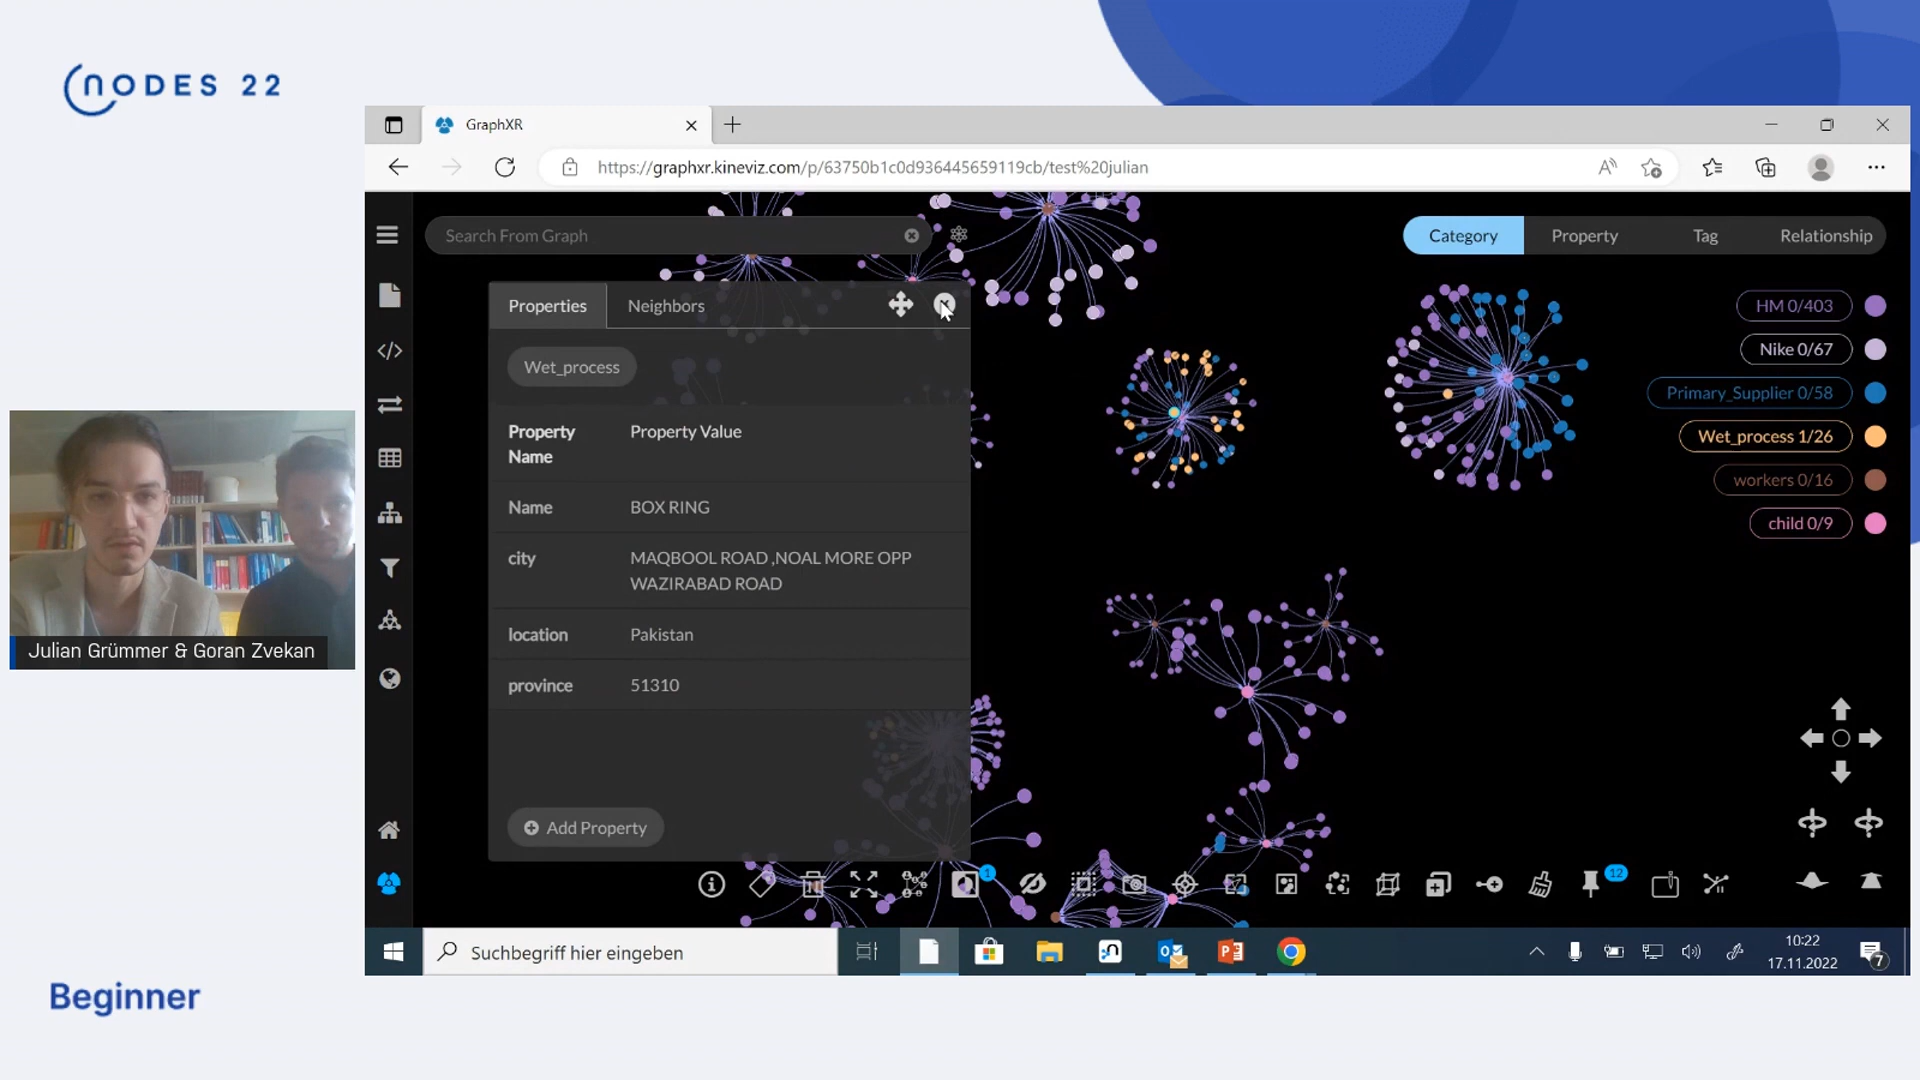 NODES 22
GraphXR
https://graphxr.kineviz.com/p/63750b1c0d936445659119cb/test%20julian
Search From Graph
Category
Property
Tag
Relationship
Properties
Neighbors
Wet_process
Property Name
Property Value
Name
BOX RING
city
MAQBOOL ROAD ,NOAL MORE OPP
WAZIRABAD ROAD
location
Pakistan
province
51310
Add Property
HM 0/403
Nike 0/67
Primary_Supplier 0/58
Wet_process 1/26
workers 0/16
child 0/9
1
12
Julian Grümmer & Goran Zvekan
Suchbegriff hier eingeben
10:22
17.11.2022
7
Beginner